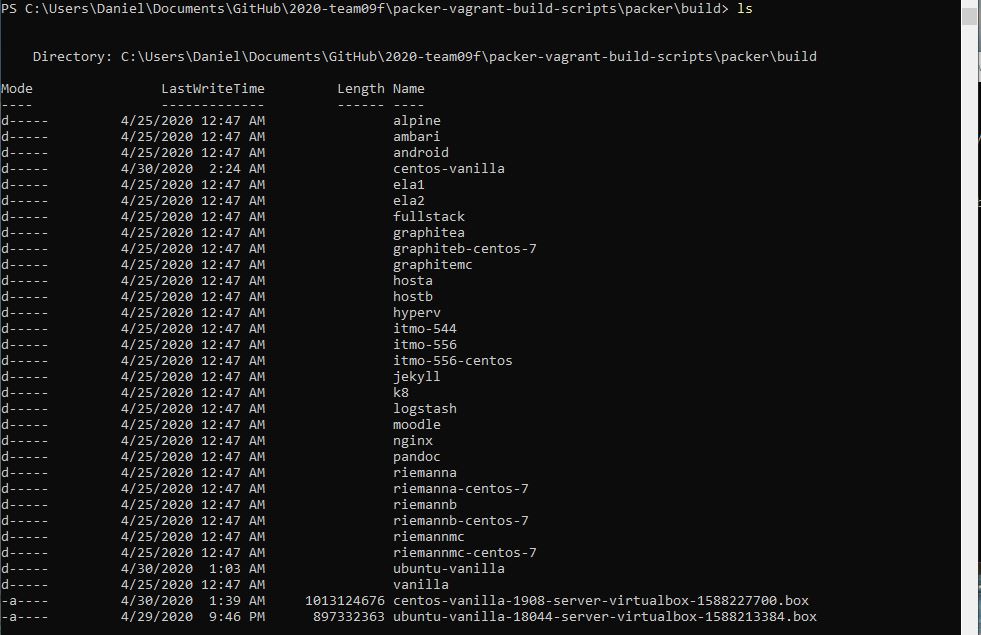 PS C:\Users\Daniel\Documents\GitHub\2020-team09f\packer-vagrant-build-scripts\packer\build> ls
Directory: C:\Users\Daniel\Documents\GitHub\2020-team09f\packer-vagrant-build-scripts\packer\build
Mode LastWriteTime Length Name
---- ------------- ------ ----
d----- 4/25/2020 12:47 AM alpine
d----- 4/25/2020 12:47 AM ambari
d----- 4/25/2020 12:47 AM android
d----- 4/30/2020 2:24 AM centos-vanilla
d----- 4/25/2020 12:47 AM ela1
d----- 4/25/2020 12:47 AM ela2
d----- 4/25/2020 12:47 AM fullstack
d----- 4/25/2020 12:47 AM graphitea
d----- 4/25/2020 12:47 AM graphiteb-centos-7
d----- 4/25/2020 12:47 AM graphitemc
d----- 4/25/2020 12:47 AM hosta
d----- 4/25/2020 12:47 AM hostb
d----- 4/25/2020 12:47 AM hyperv
d----- 4/25/2020 12:47 AM itmo-544
d----- 4/25/2020 12:47 AM itmo-556
d----- 4/25/2020 12:47 AM itmo-556-centos
d----- 4/25/2020 12:47 AM jekyll
d----- 4/25/2020 12:47 AM k8
d----- 4/25/2020 12:47 AM logstash
d----- 4/25/2020 12:47 AM moodle
d----- 4/25/2020 12:47 AM nginx
d----- 4/25/2020 12:47 AM pandoc
d----- 4/25/2020 12:47 AM riemanna
d----- 4/25/2020 12:47 AM riemanna-centos-7
d----- 4/25/2020 12:47 AM riemannb
d----- 4/25/2020 12:47 AM riemannb-centos-7
d----- 4/25/2020 12:47 AM riemannmc
d----- 4/25/2020 12:47 AM riemannmc-centos-7
d----- 4/30/2020 1:03 AM ubuntu-vanilla
d----- 4/25/2020 12:47 AM vanilla
-a---- 4/30/2020 1:39 AM 1013124676 centos-vanilla-1908-server-virtualbox-1588227700.box
-a---- 4/29/2020 9:46 PM 897332363 ubuntu-vanilla-18044-server-virtualbox-1588213384.box